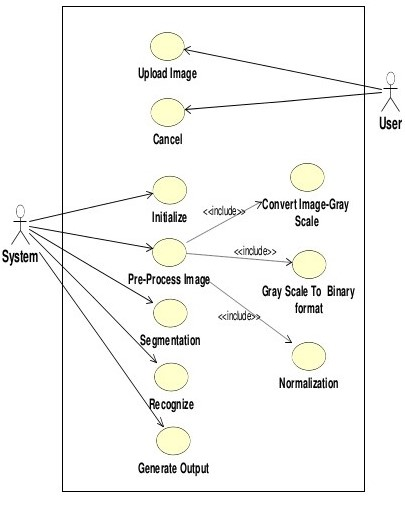 Upload Image
Cancel
User
Initialize
<<include>>
Convert Image-Gray
Scale
System
Pre-Process Image
<<include>>
Gray Scale To Binary
format
<<include>>
Segmentation
Normalization
Recognize
Generate Output